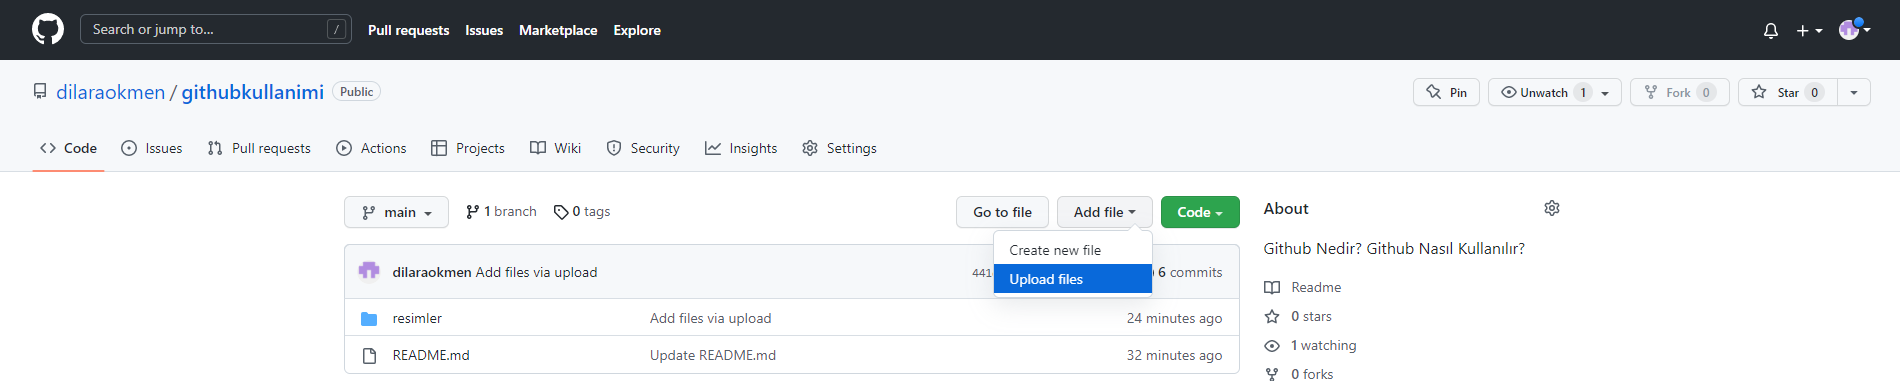 Search or jump to... / Pull requests Issues Marketplace Explore
dilaraokmen / githubkullanimi Public Pin Unwatch 1 Fork 0 Star 0
Code Issues Pull requests Actions Projects Wiki Security Insights Settings
main 1 branch 0 tags Go to file Add file Code
Create new file
Upload files
dilaraokmen Add files via upload 441 6 commits
resimler Add files via upload 24 minutes ago
README.md Update README.md 32 minutes ago
About
Github Nedir? Github Nasıl Kullanılır?
Readme
0 stars
1 watching
0 forks